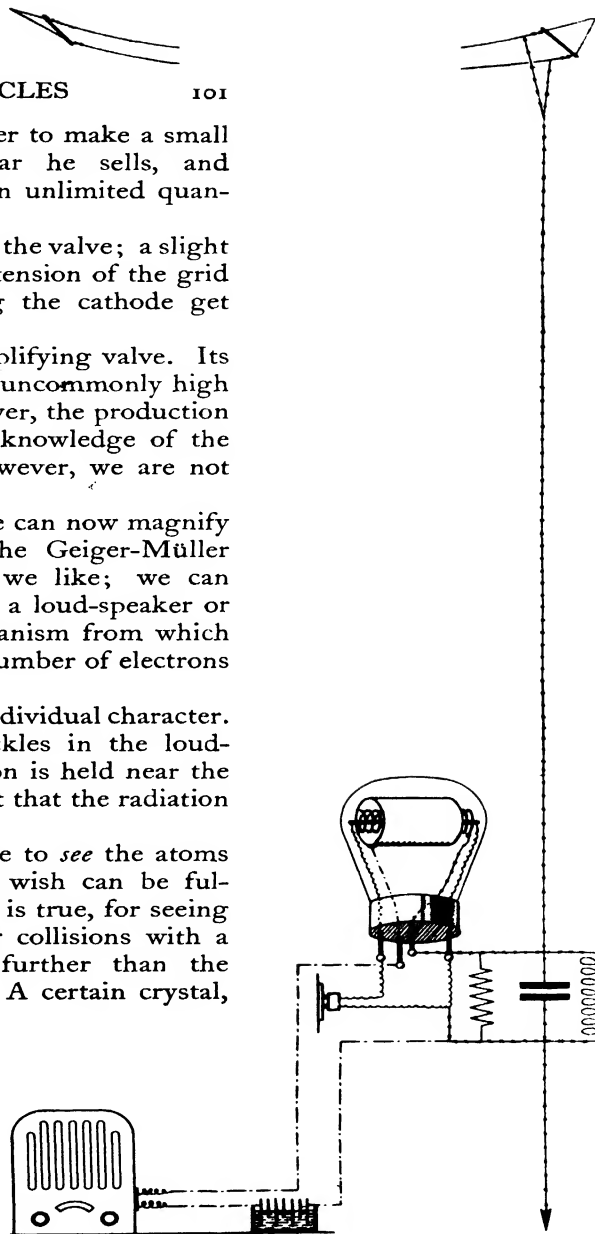 CLES 101
er to make a small
ar he sells, and
n unlimited quan-
the valve; a slight
tension of the grid
g the cathode get
plifying valve. Its
uncommonly high
ver, the production
knowledge of the
owever, we are not
e can now magnify
he Geiger-Müller
we like; we can
a loud-speaker or
anism from which
umber of electrons
dividual character.
kles in the loud-
on is held near the
t that the radiation
e to see the atoms
wish can be ful-
is true, for seeing
r collisions with a
further than the
A certain crystal,